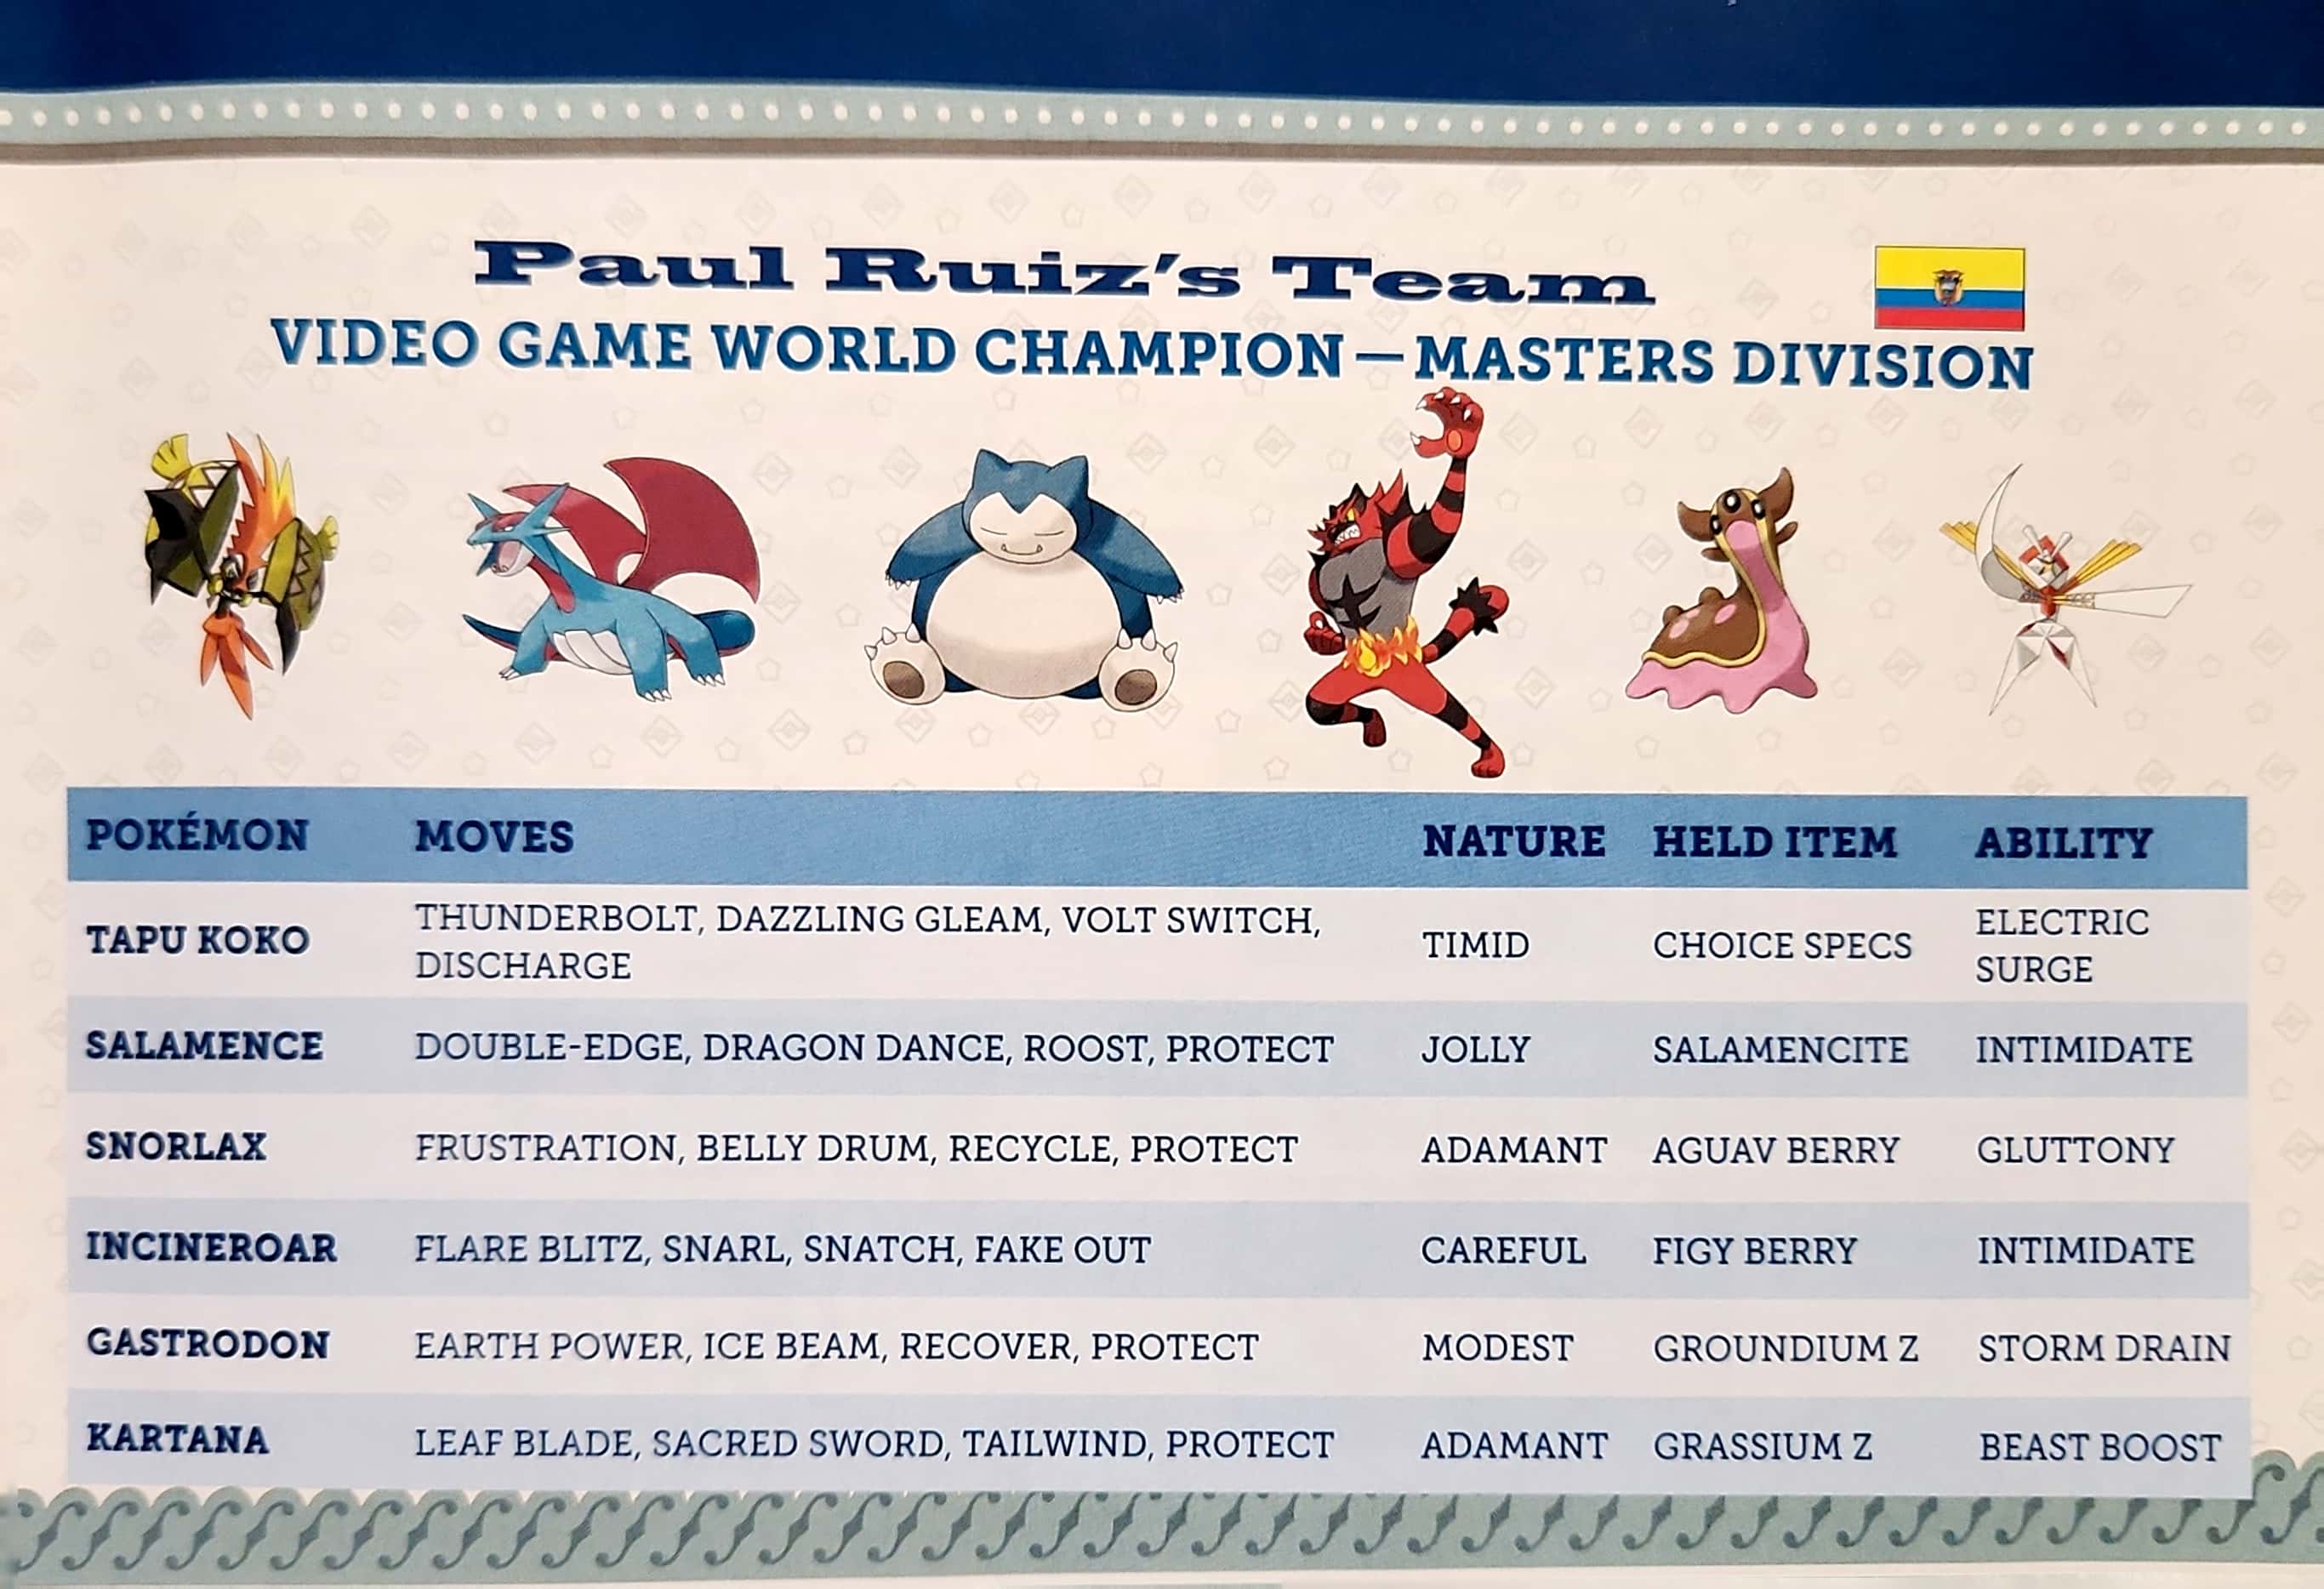 Paul Ruiz's Team
VIDEO GAME WORLD CHAMPION—MASTERS DIVISION
POKÉMON MOVES NATURE HELD ITEM ABILITY
TAPU KOKO THUNDERBOLT, DAZZLING GLEAM, VOLT SWITCH, DISCHARGE TIMID CHOICE SPECS ELECTRIC SURGE
SALAMENCE DOUBLE-EDGE, DRAGON DANCE, ROOST, PROTECT JOLLY SALAMENCITE INTIMIDATE
SNORLAX FRUSTRATION, BELLY DRUM, RECYCLE, PROTECT ADAMANT AGUAV BERRY GLUTTONY
INCINEROAR FLARE BLITZ, SNARL, SNATCH, FAKE OUT CAREFUL FIGY BERRY INTIMIDATE
GASTRODON EARTH POWER, ICE BEAM, RECOVER, PROTECT MODEST GROUNDIUM Z STORM DRAIN
KARTANA LEAF BLADE, SACRED SWORD, TAILWIND, PROTECT ADAMANT GRASSIUM Z BEAST BOOST